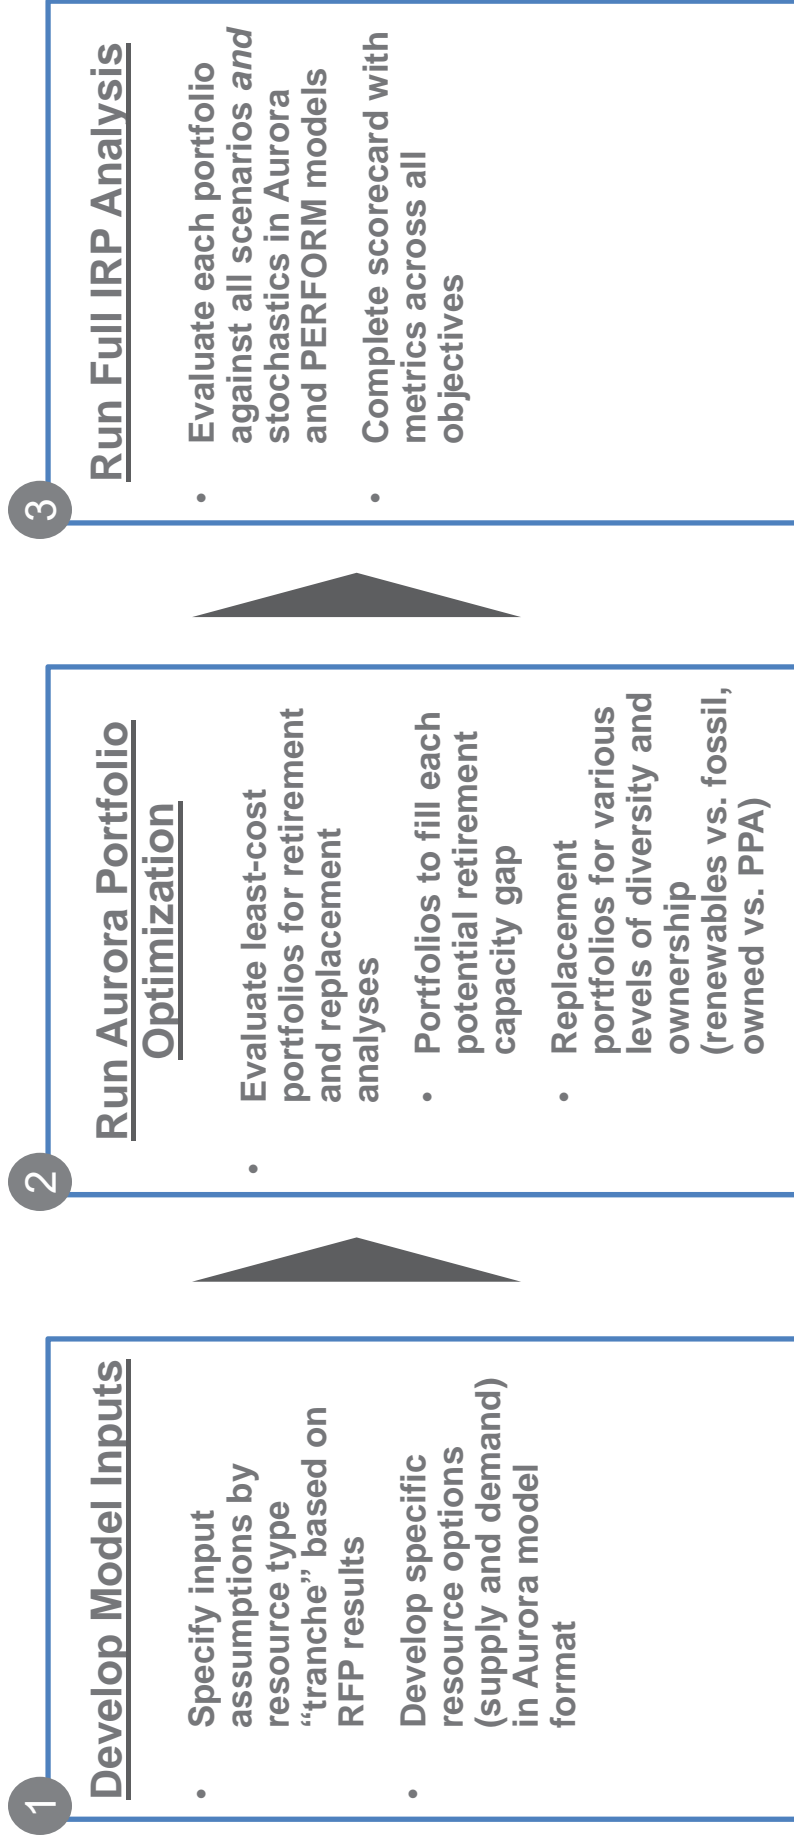 1
Develop Model Inputs
• Specify input
assumptions by
resource type
“tranche” based on
RFP results
• Develop specific
resource options
(supply and demand)
in Aurora model
format
2
Run Aurora Portfolio
Optimization
• Evaluate least-cost
portfolios for retirement
and replacement
analyses
• Portfolios to fill each
potential retirement
capacity gap
• Replacement
portfolios for various
levels of diversity and
ownership
(renewables vs. fossil,
owned vs. PPA)
3
Run Full IRP Analysis
• Evaluate each portfolio
against all scenarios and
stochastics in Aurora
and PERFORM models
• Complete scorecard with
metrics across all
objectives